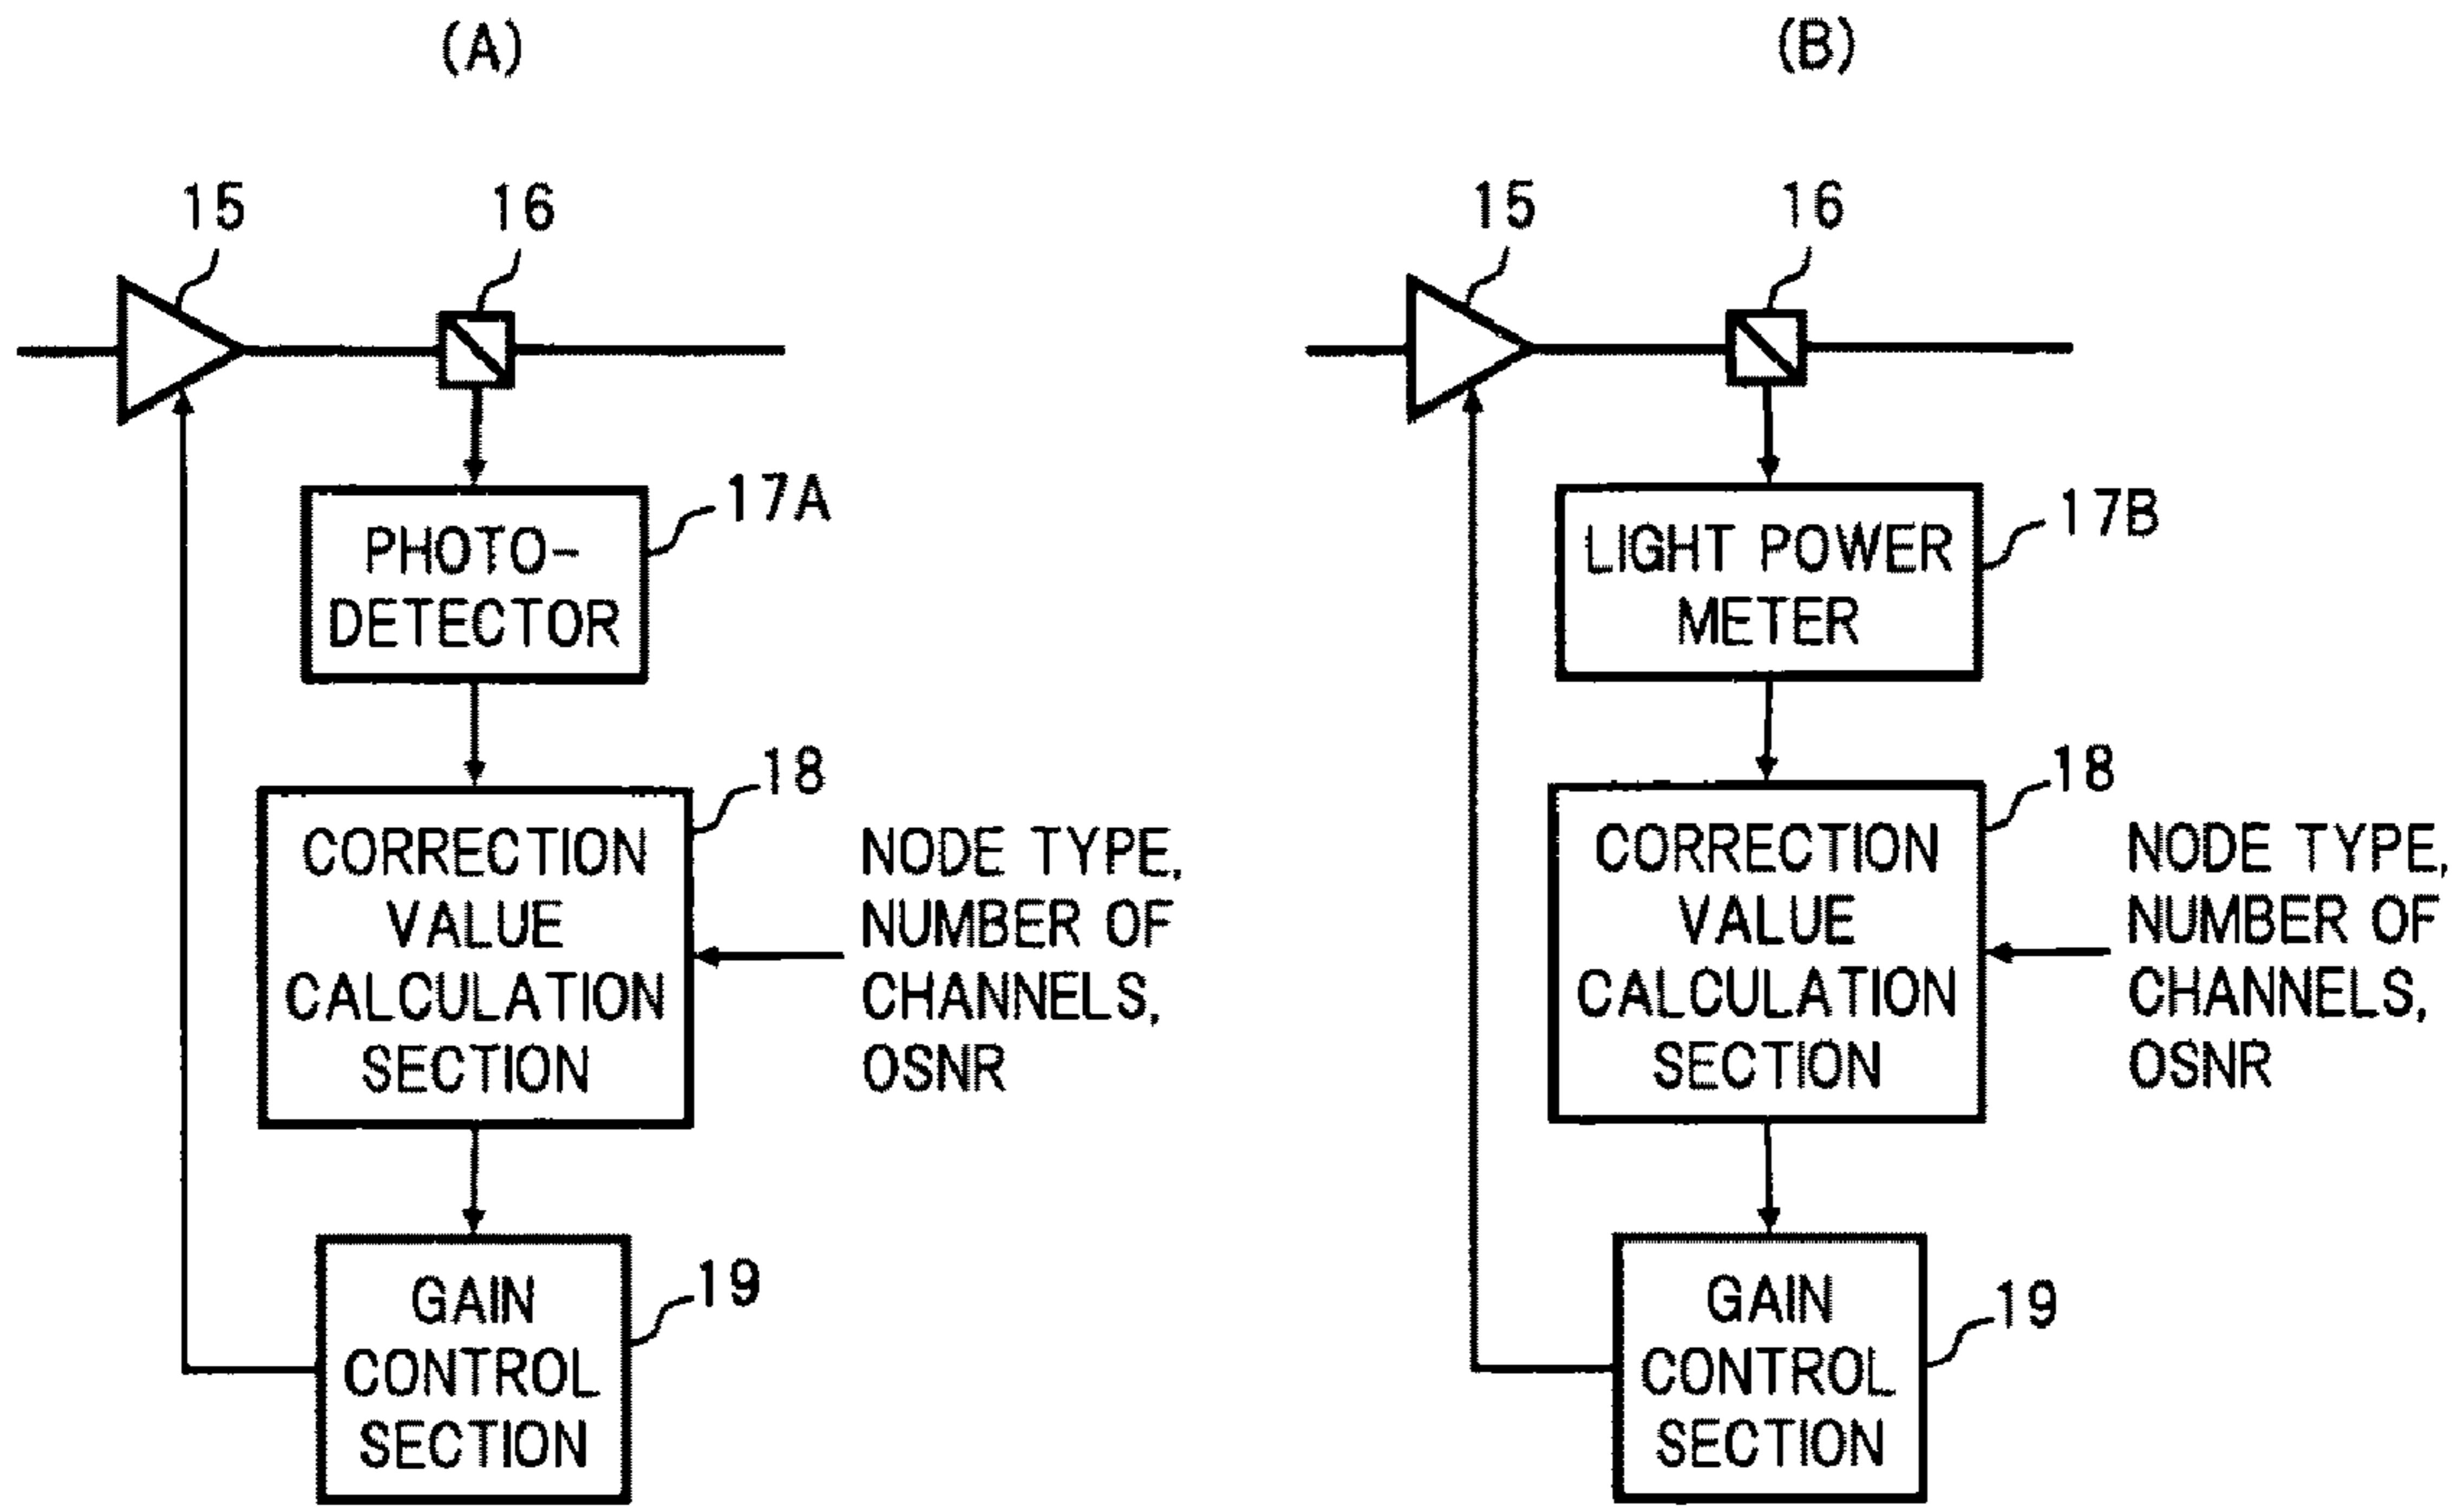 (A)
15
16
17A
PHOTO-
DETECTOR
18
CORRECTION
VALUE
CALCULATION
SECTION
NODE TYPE,
NUMBER OF
CHANNELS,
OSNR
19
GAIN
CONTROL
SECTION
(B)
15
16
17B
LIGHT POWER
METER
18
CORRECTION
VALUE
CALCULATION
SECTION
NODE TYPE,
NUMBER OF
CHANNELS,
OSNR
19
GAIN
CONTROL
SECTION